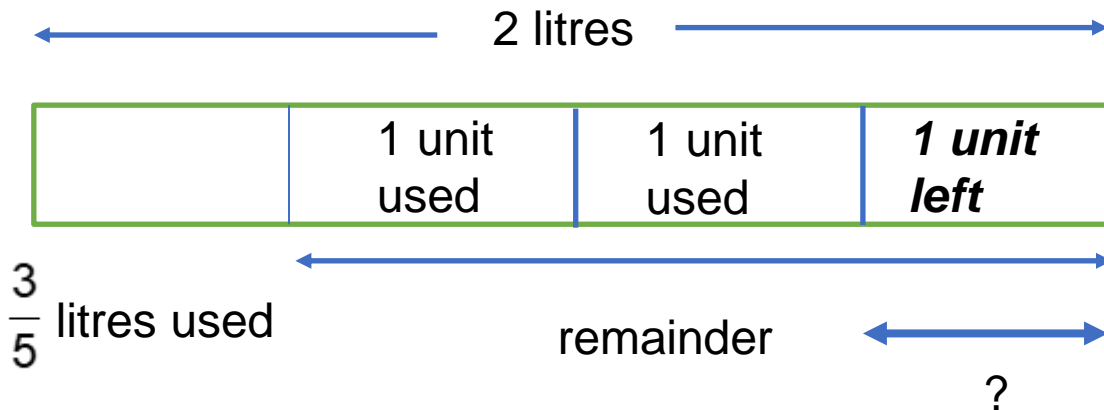 2 litres
1 unit
used
1 unit
used
1 unit
left
3
5
litres used
remainder
?